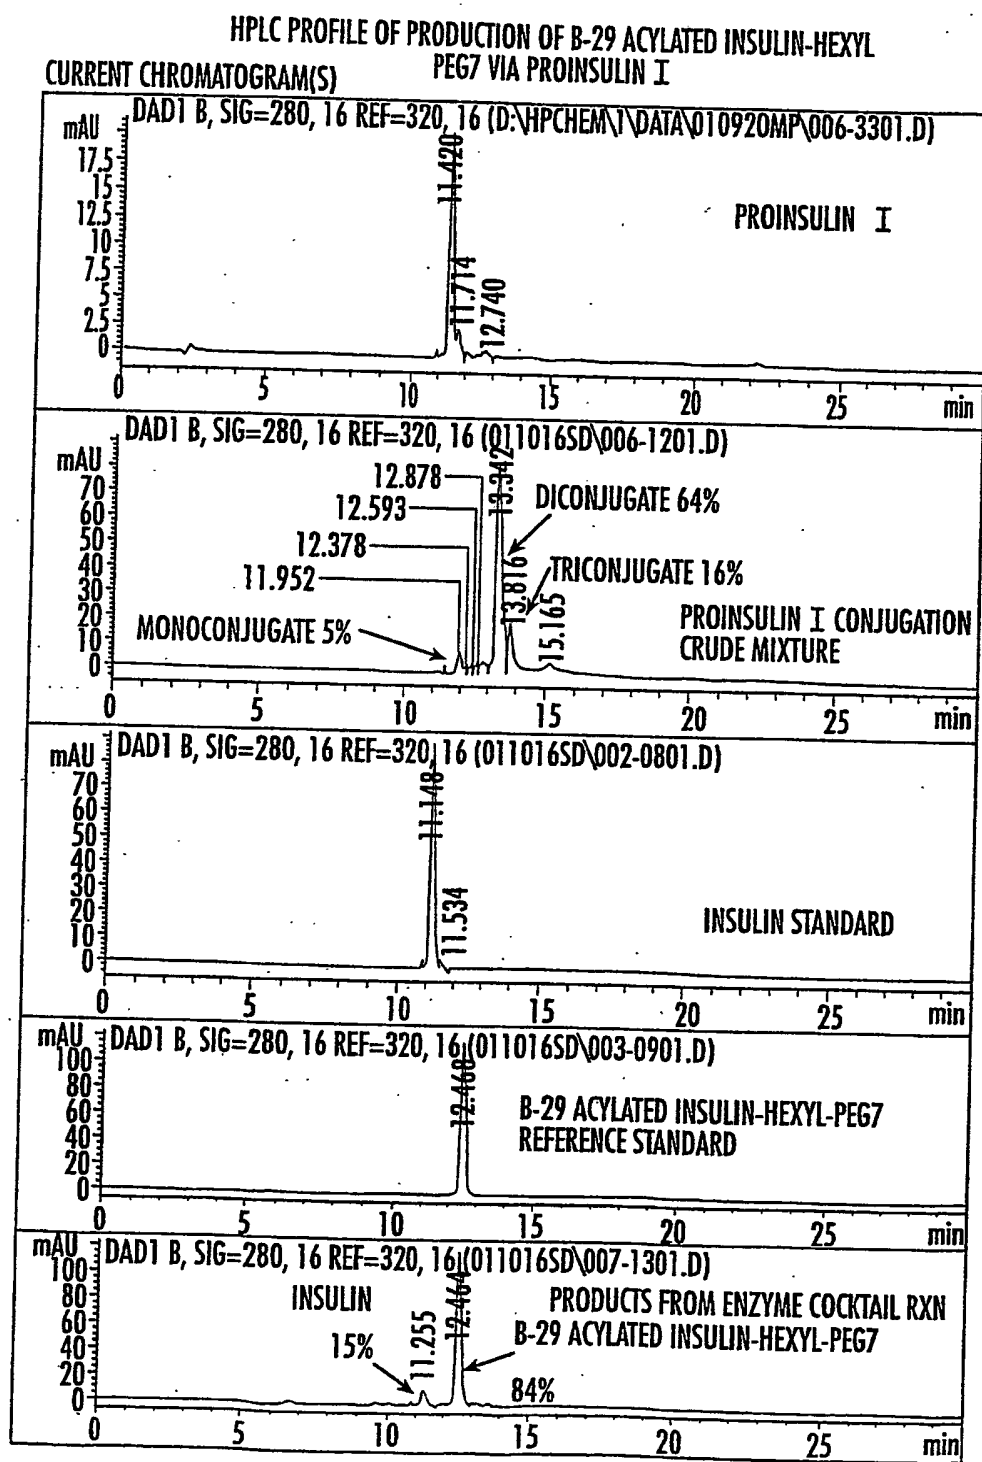 HPLC PROFILE OF PRODUCTION OF B-29 ACYLATED INSULIN-HEXYL
PEG7 VIA PROINSULIN I
CURRENT CHROMATOGRAM(S)
DAD1 B, SIG=280, 16 REF=320, 16 (D:\HPCHEM\1\DATA\010920MP\006-3301.D)
mAU
17.5
15
12.5
10
7.5
5
2.5
0
11.420
11.714
12.740
PROINSULIN I
0 5 10 15 20 25 min
DAD1 B, SIG=280, 16 REF=320, 16 (011016SD\006-1201.D)
mAU
70
60
50
40
30
20
10
0
12.878
12.593
12.378
11.952
MONOCONJUGATE 5%
13.342
DICONJUGATE 64%
13.816
TRICONJUGATE 16%
15.165
PROINSULIN I CONJUGATION
CRUDE MIXTURE
5 10 15 20 25 min
DAD1 B, SIG=280, 16 REF=320, 16 (011016SD\002-0801.D)
mAU
70
60
50
40
30
20
10
0
11.148
11.534
INSULIN STANDARD
0 5 10 15 20 25 min
DAD1 B, SIG=280, 16 REF=320, 16 (011016SD\003-0901.D)
mAU
100
80
60
40
20
0
12.468
B-29 ACYLATED INSULIN-HEXYL-PEG7
REFERENCE STANDARD
0 5 10 15 20 25 min
DAD1 B, SIG=280, 16 REF=320, 16 (011016SD\007-1301.D)
mAU
100
80
60
40
20
0
INSULIN
15%
11.255
12.464
PRODUCTS FROM ENZYME COCKTAIL RXN
B-29 ACYLATED INSULIN-HEXYL-PEG7
84%
0 5 10 15 20 25 min